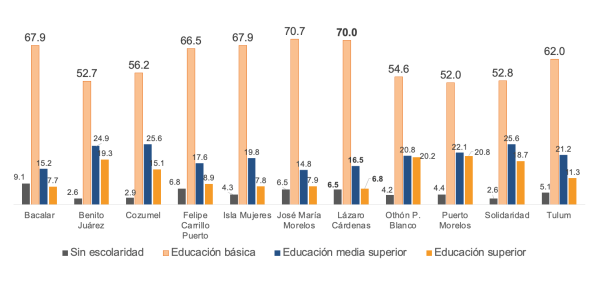 67.9
52.7
56.2
66.5
67.9
70.7
70.0
54.6
52.0
52.8
62.0
9.1
15.2
7.7
2.6
24.9
19.3
2.9
25.6
15.1
6.8
17.6
8.9
4.3
19.8
7.8
6.5
14.8
7.9
6.5
16.5
6.8
4.2
20.8
20.2
4.4
22.1
20.8
2.6
25.6
18.7
5.1
21.2
11.3
Bacalar
Benito
Juárez
Cozumel
Felipe
Carrillo
Puerto
Isla Mujeres
José María
Morelos
Lázaro
Cárdenas
Othón P.
Blanco
Puerto
Morelos
Solidaridad
Tulum
Sin escolaridad
Educación básica
Educación media superior
Educación superior